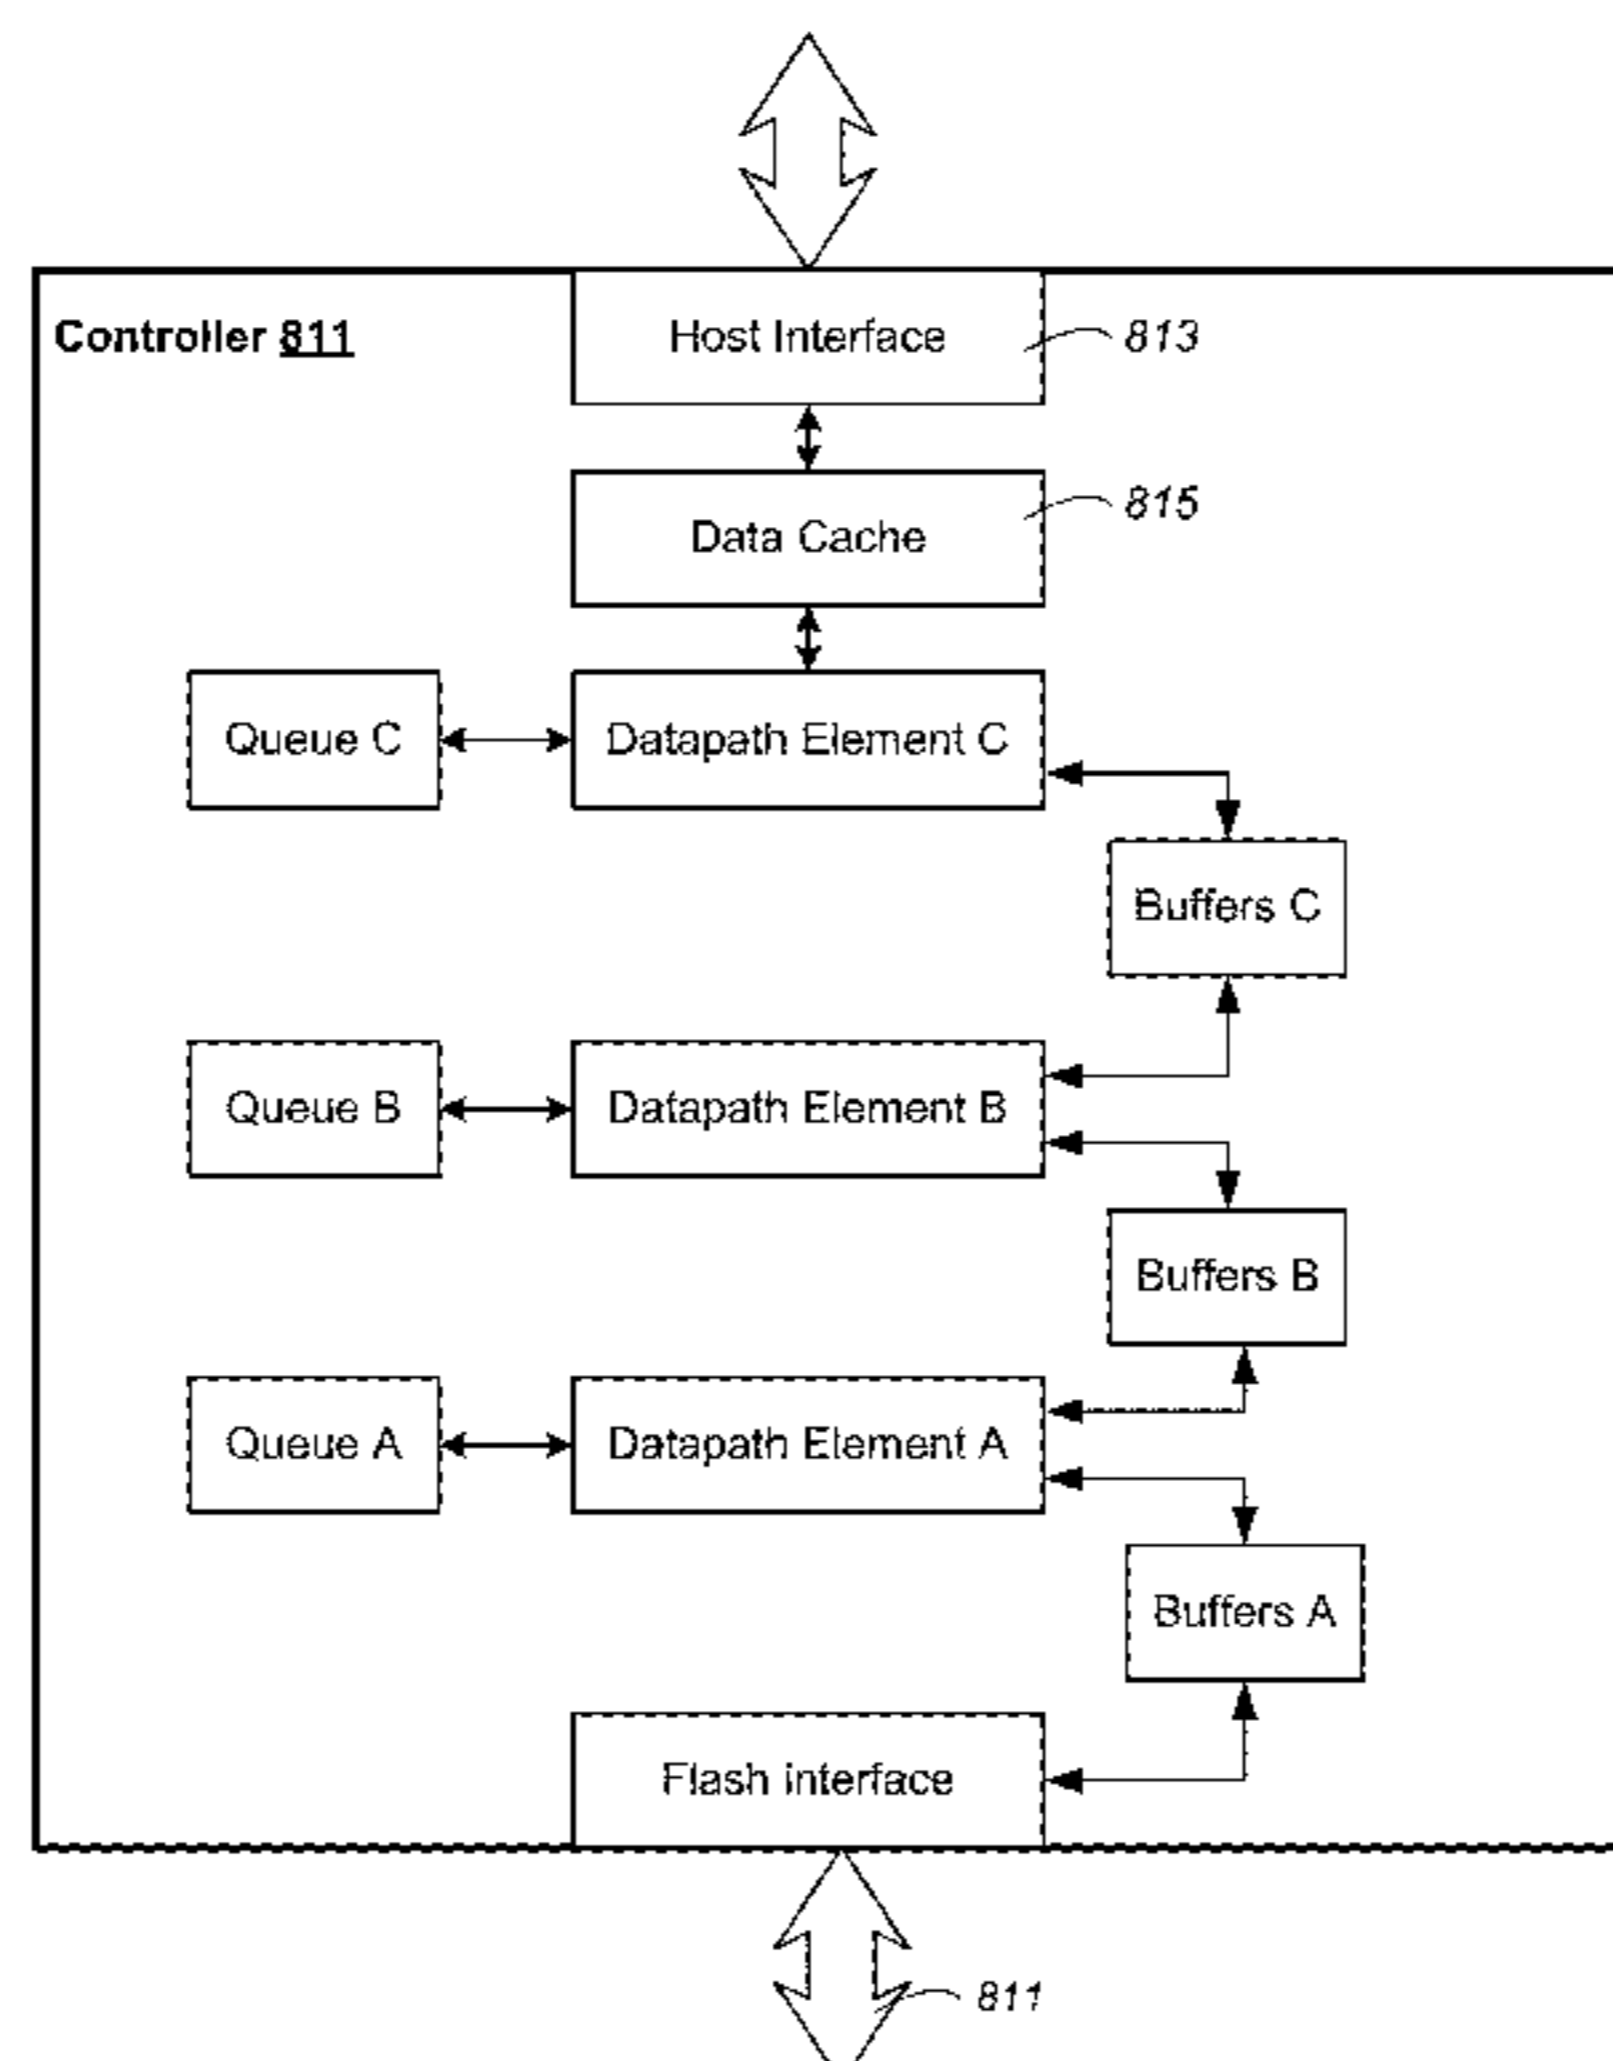 Controller 811
Host Interface
813
Data Cache
815
Queue C
Datapath Element C
Buffers C
Queue B
Datapath Element B
Buffers B
Queue A
Datapath Element A
Buffers A
Flash interface
811